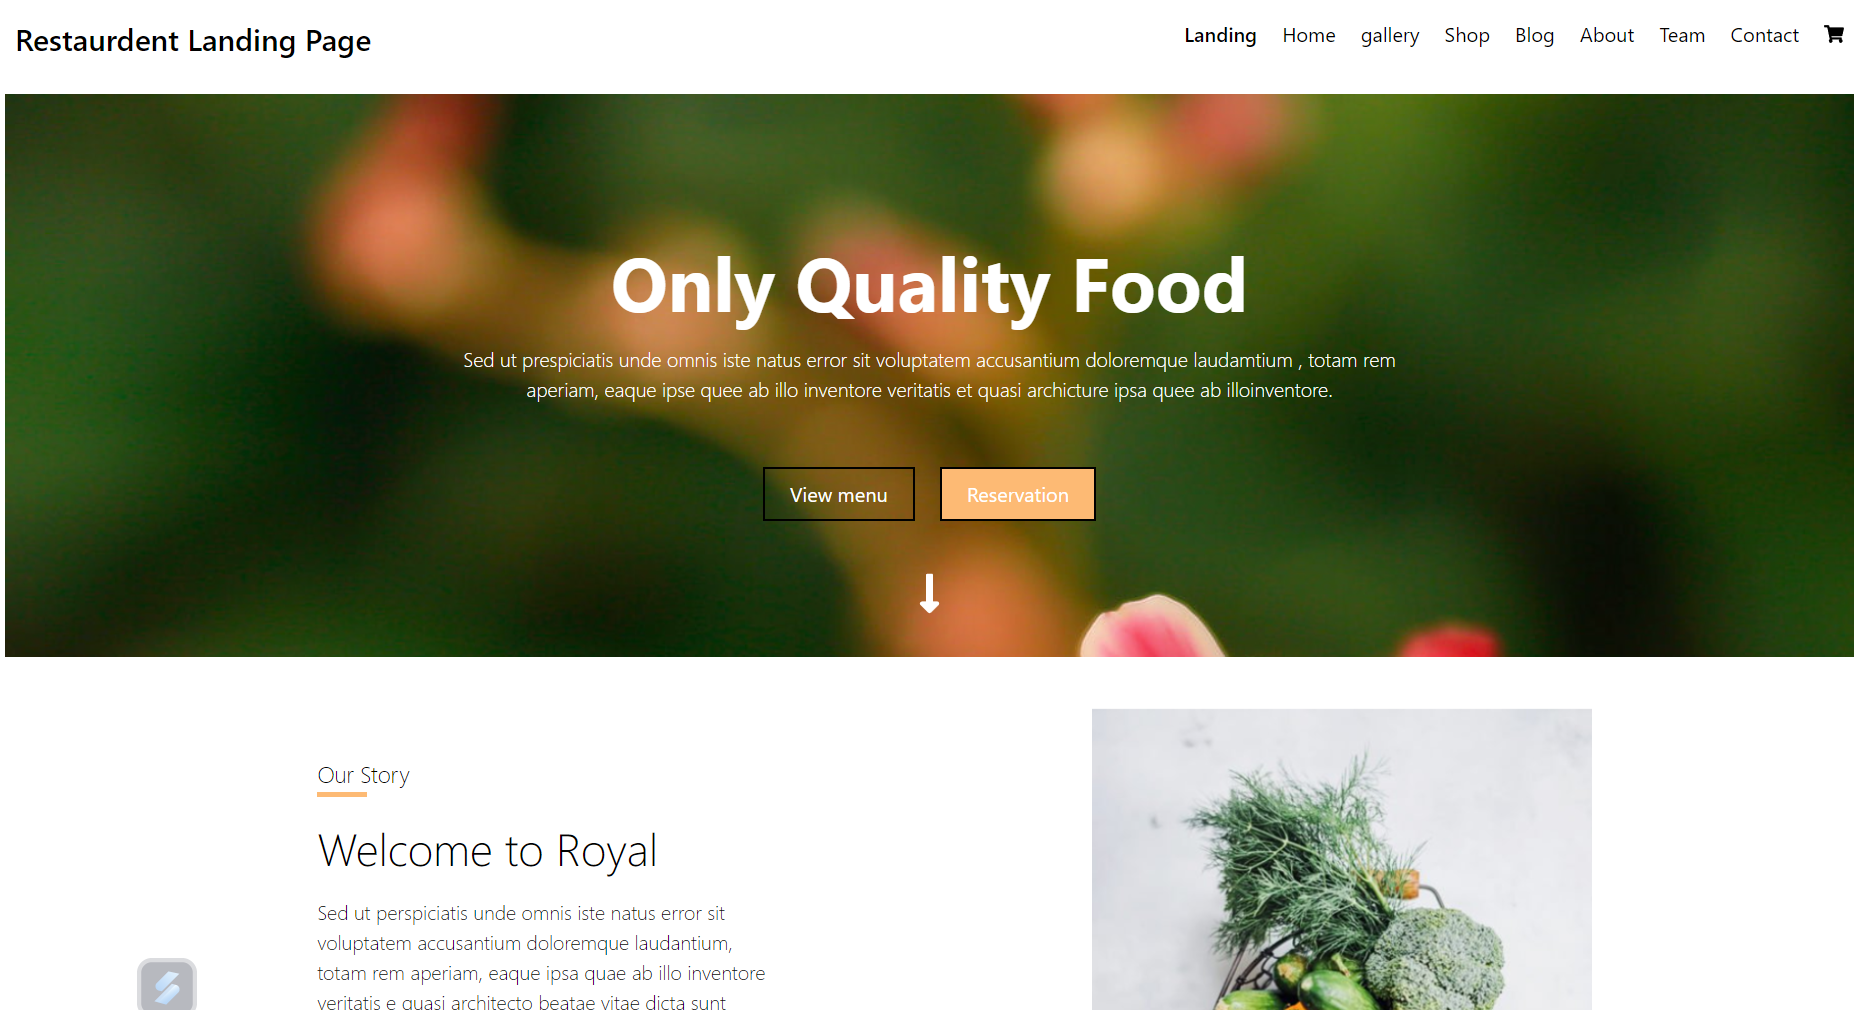 Restaurdent Landing Page
Landing Home gallery Shop Blog About Team Contact
Only Quality Food
Sed ut prespiciatis unde omnis iste natus error sit voluptatem accusantium doloremque laudamtium , totam rem
aperiam, eaque ipse quee ab illo inventore veritatis et quasi archicture ipsa quee ab illoinventore.
View menu Reservation
Our Story
Welcome to Royal
Sed ut perspiciatis unde omnis iste natus error sit
voluptatem accusantium doloremque laudantium,
totam rem aperiam, eaque ipsa quae ab illo inventore
veritatis e quasi architecto beatae vitae dicta sunt